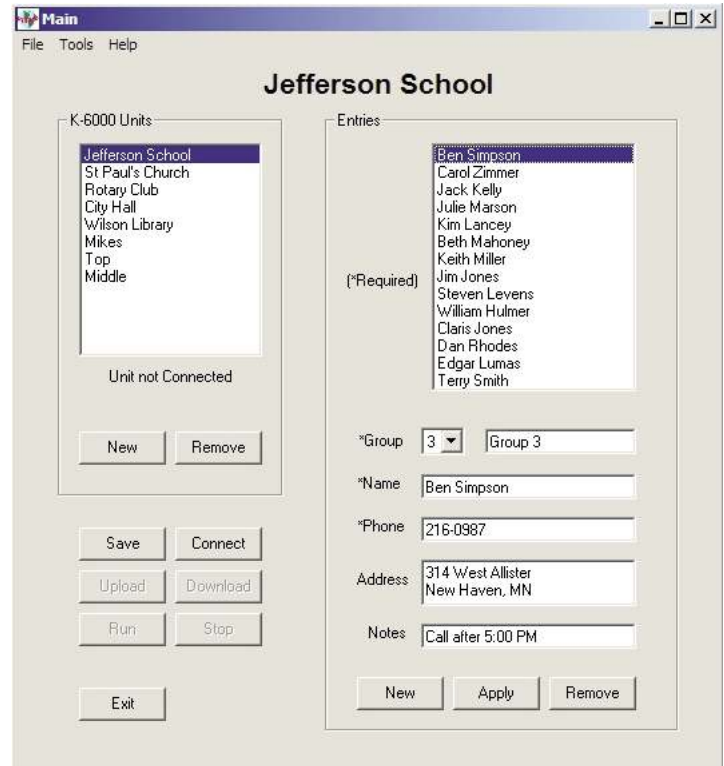 Main
File Tools Help
Jefferson School
K-6000 Units
Jefferson School
St Paul's Church
Rotary Club
City Hall
Wilson Library
Mikes
Top
Middle
Unit not Connected
New Remove
Save Connect
Upload Download
Run Stop
Exit
Entries
(*Required)
Ben Simpson
Carol Zimmer
Jack Kelly
Julie Marson
Kim Lancey
Beth Mahoney
Keith Miller
Jim Jones
Steven Levens
William Hulmer
Claris Jones
Dan Rhodes
Edgar Lumas
Terry Smith
*Group 3 Group 3
*Name Ben Simpson
*Phone 216-0987
Address 314 West Allister
New Haven, MN
Notes Call after 5:00 PM
New Apply Remove